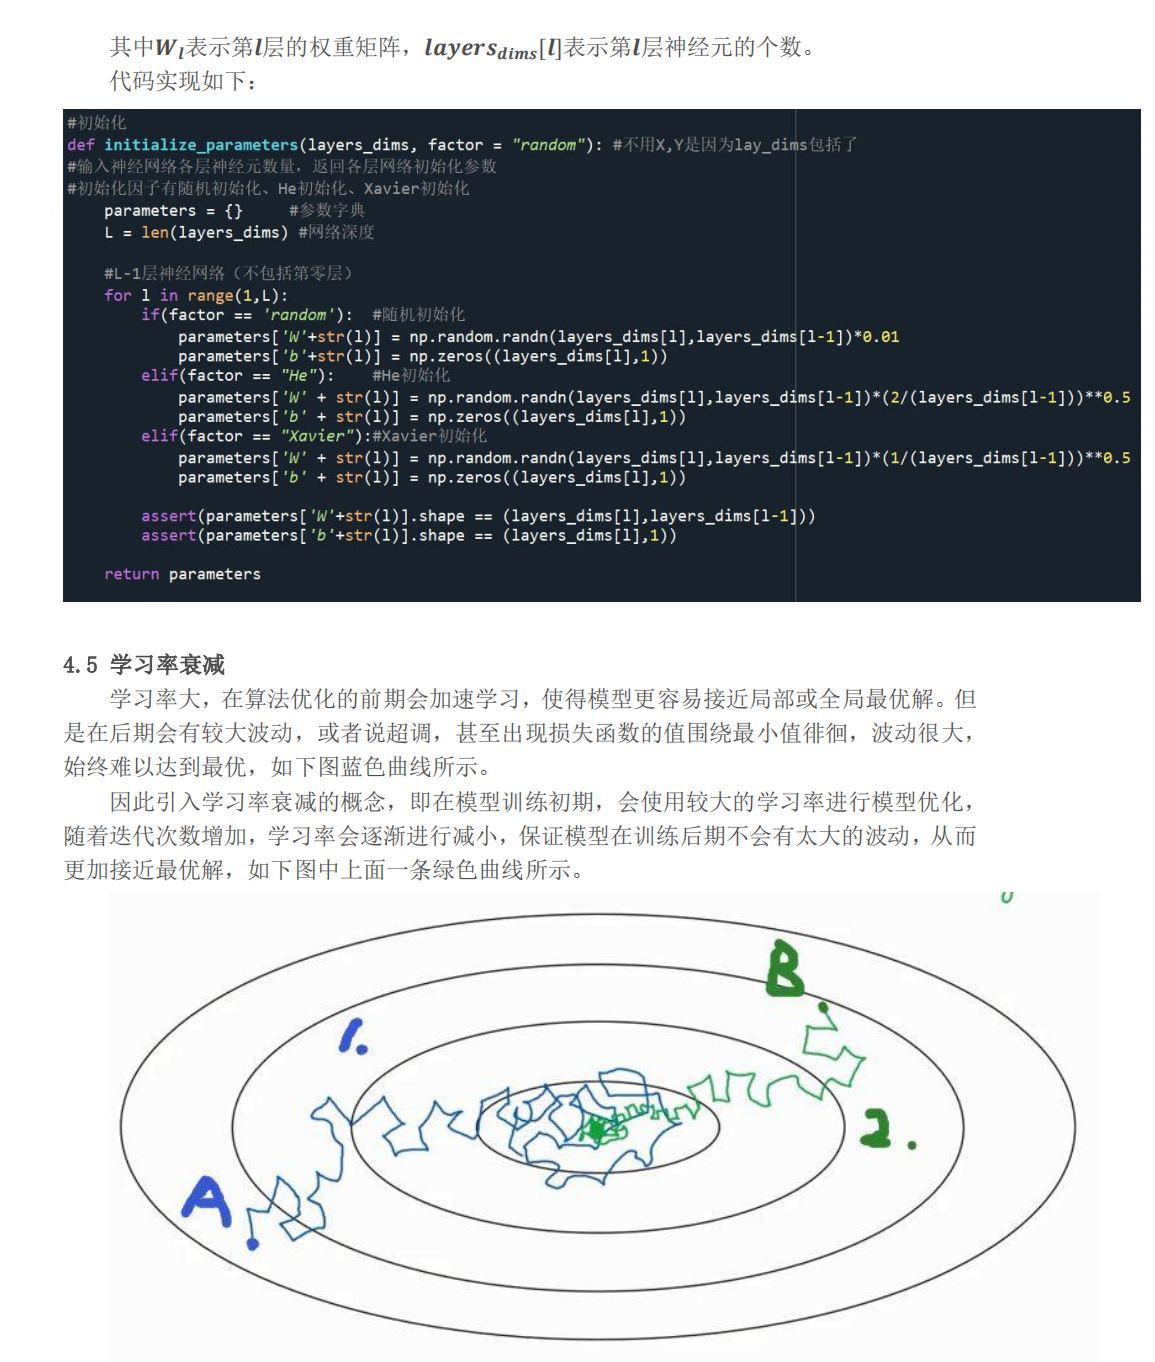 其中W_l表示第l层的权重矩阵，layers_dims[l]表示第l层神经元的个数。
代码实现如下：
#初始化
def initialize_parameters(layers_dims, factor = "random"): #不用X,Y是因为lay_dims包括了
#输入神经网络各层神经元数量，返回各层网络初始化参数
#初始化因子有随机初始化、He初始化、Xavier初始化
    parameters = {}     #参数字典
    L = len(layers_dims) #网络深度
    #L-1层神经网络（不包括第零层）
    for l in range(1,L):
        if(factor == 'random'):  #随机初始化
            parameters['W'+str(l)] = np.random.randn(layers_dims[l],layers_dims[l-1])*0.01
            parameters['b'+str(l)] = np.zeros((layers_dims[l],1))
        elif(factor == "He"):    #He初始化
            parameters['W' + str(l)] = np.random.randn(layers_dims[l],layers_dims[l-1])*(2/(layers_dims[l-1]))**0.5
            parameters['b' + str(l)] = np.zeros((layers_dims[l],1))
        elif(factor == "Xavier"):#Xavier初始化
            parameters['W' + str(l)] = np.random.randn(layers_dims[l],layers_dims[l-1])*(1/(layers_dims[l-1]))**0.5
            parameters['b' + str(l)] = np.zeros((layers_dims[l],1))
        assert(parameters['W'+str(l)].shape == (layers_dims[l],layers_dims[l-1]))
        assert(parameters['b'+str(l)].shape == (layers_dims[l],1))
    return parameters
4.5 学习率衰减
学习率大，在算法优化的前期会加速学习，使得模型更容易接近局部或全局最优解。但
是在后期会有较大波动，或者说超调，甚至出现损失函数的值围绕最小值徘徊，波动很大，
始终难以达到最优，如下图蓝色曲线所示。
因此引入学习率衰减的概念，即在模型训练初期，会使用较大的学习率进行模型优化，
随着迭代次数增加，学习率会逐渐进行减小，保证模型在训练后期不会有太大的波动，从而
更加接近最优解，如下图中上面一条绿色曲线所示。
B
1.
2.
A